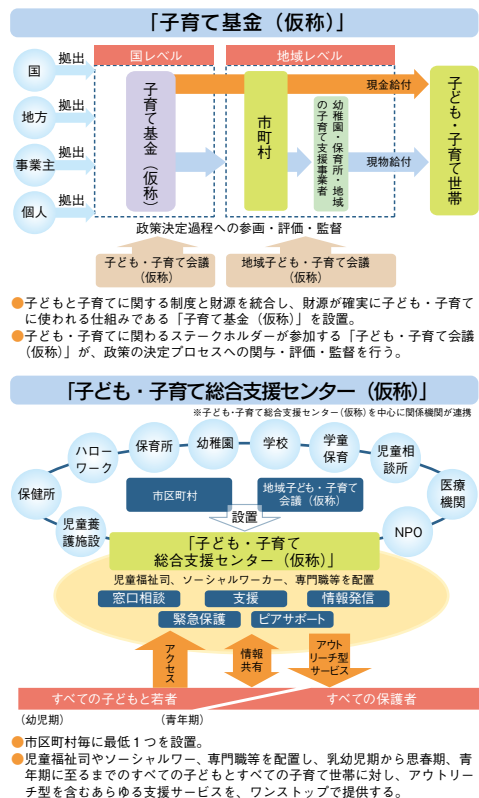 「子育て基金（仮称）」
国レベル
地域レベル
国
拠出
地方
拠出
事業主
拠出
個人
拠出
子育て基金（仮称）
市町村
幼稚園・保育所・地域
の子育て支援事業者
現金給付
現物給付
子ども・子育て世帯
政策決定過程への参画・評価・監督
子ども・子育て会議
（仮称）
地域子ども・子育て会議
（仮称）
●子どもと子育てに関する制度と財源を統合し、財源が確実に子ども・子育て
に使われる仕組みである「子育て基金（仮称）」を設置。
●子ども・子育てに関わるステークホルダーが参加する「子ども・子育て会議
（仮称）」が、政策の決定プロセスへの関与・評価・監督を行う。
「子ども・子育て総合支援センター（仮称）」
※子ども・子育て総合支援センター（仮称）を中心に関係機関が連携
保健所
ハロー
ワーク
保育所
幼稚園
学校
学童
保育
児童相
談所
医療
機関
児童養
護施設
NPO
市区町村
地域子ども・子育て
会議（仮称）
設置
「子ども・子育て
総合支援センター（仮称）」
児童福祉司、ソーシャルワーカー、専門職等を配置
窓口相談
支援
情報発信
緊急保護
ピアサポート
アクセス
情報
共有
アウト
リーチ型
サービス
すべての子どもと若者
すべての保護者
（幼児期）
（青年期）
●市区町村毎に最低１つを設置。
●児童福祉司やソーシャルワー、専門職等を配置し、乳幼児期から思春期、青
年期に至るまでのすべての子どもとすべての子育て世帯に対し、アウトリー
チ型を含むあらゆる支援サービスを、ワンストップで提供する。